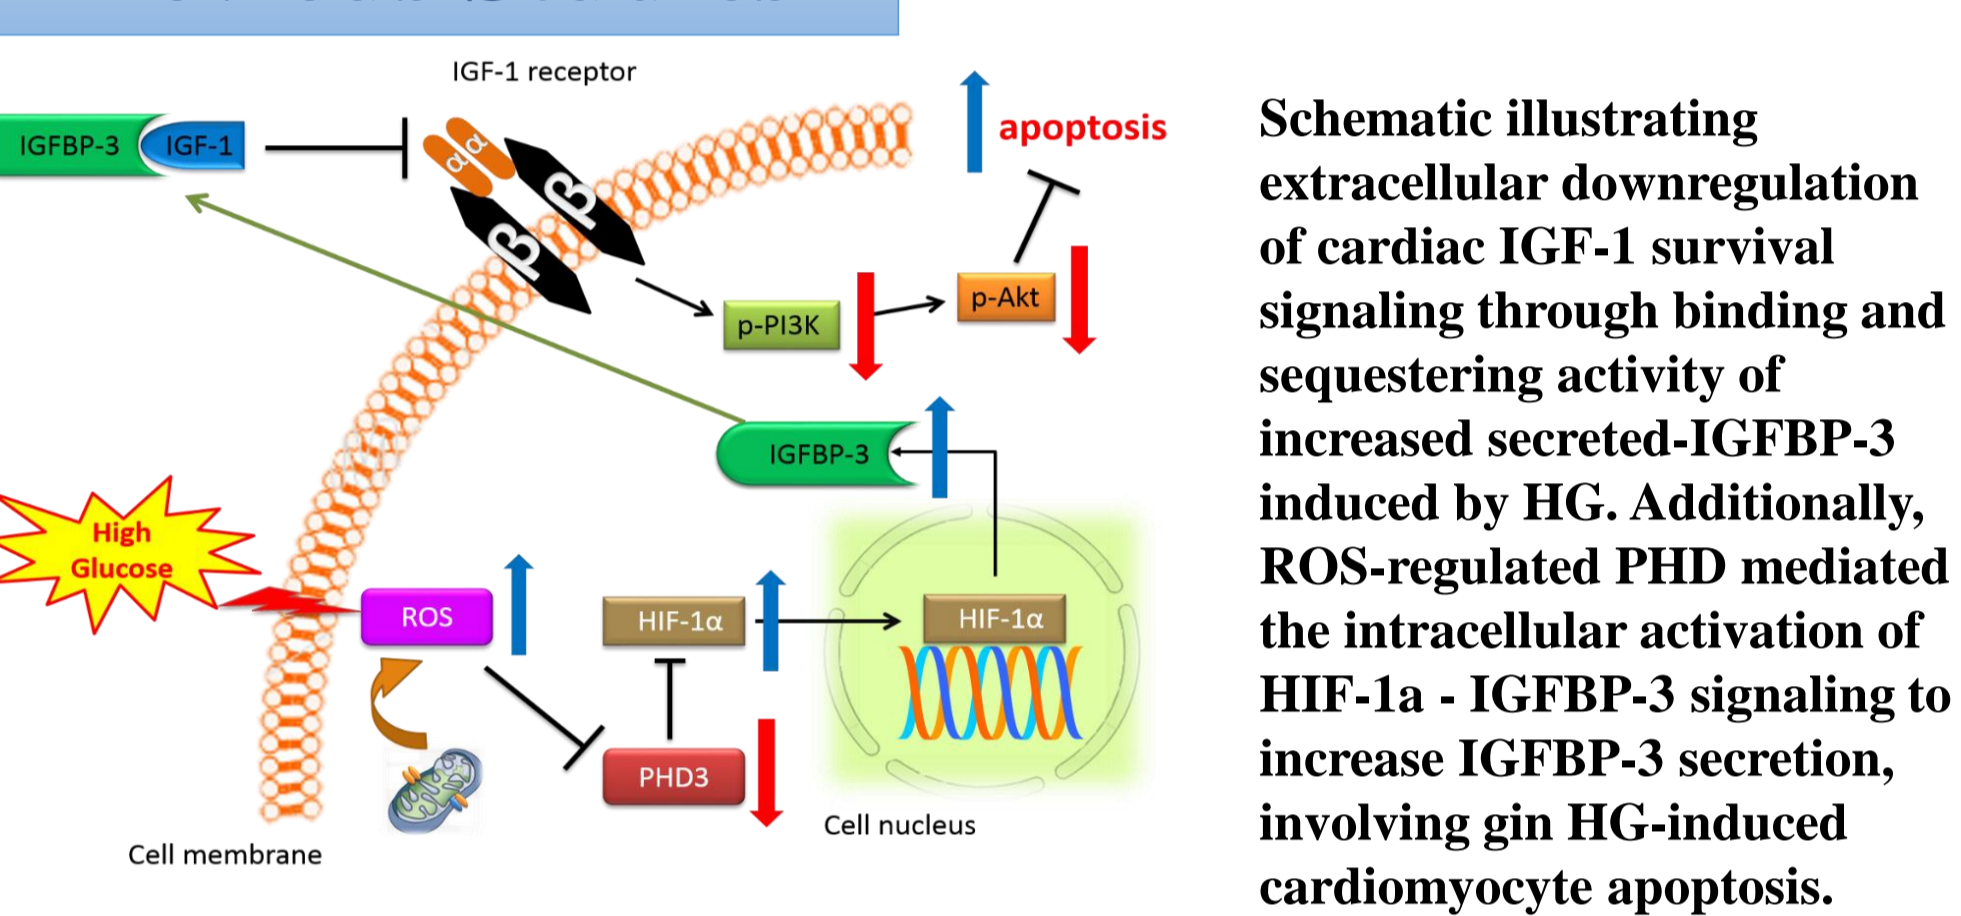 IGF-1 receptor
IGFBP-3
IGF-1
α
α
β
β
apoptosis
p-PI3K
p-Akt
IGFBP-3
High
Glucose
ROS
HIF-1α
HIF-1α
PHD3
Cell nucleus
Cell membrane
Schematic illustrating
extracellular downregulation
of cardiac IGF-1 survival
signaling through binding and
sequestering activity of
increased secreted-IGFBP-3
induced by HG. Additionally,
ROS-regulated PHD mediated
the intracellular activation of
HIF-1a - IGFBP-3 signaling to
increase IGFBP-3 secretion,
involving gin HG-induced
cardiomyocyte apoptosis.